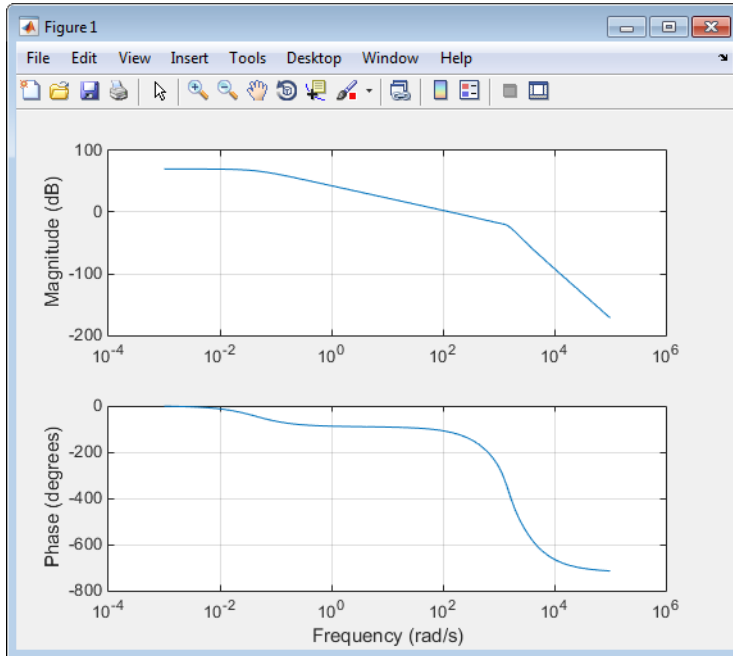 Figure 1
File Edit View Insert Tools Desktop Window Help
Magnitude (dB)
100
0
-100
-200
10-4 10-2 100 102 104 106
Phase (degrees)
0
-200
-400
-600
-800
10-4 10-2 100 102 104 106
Frequency (rad/s)